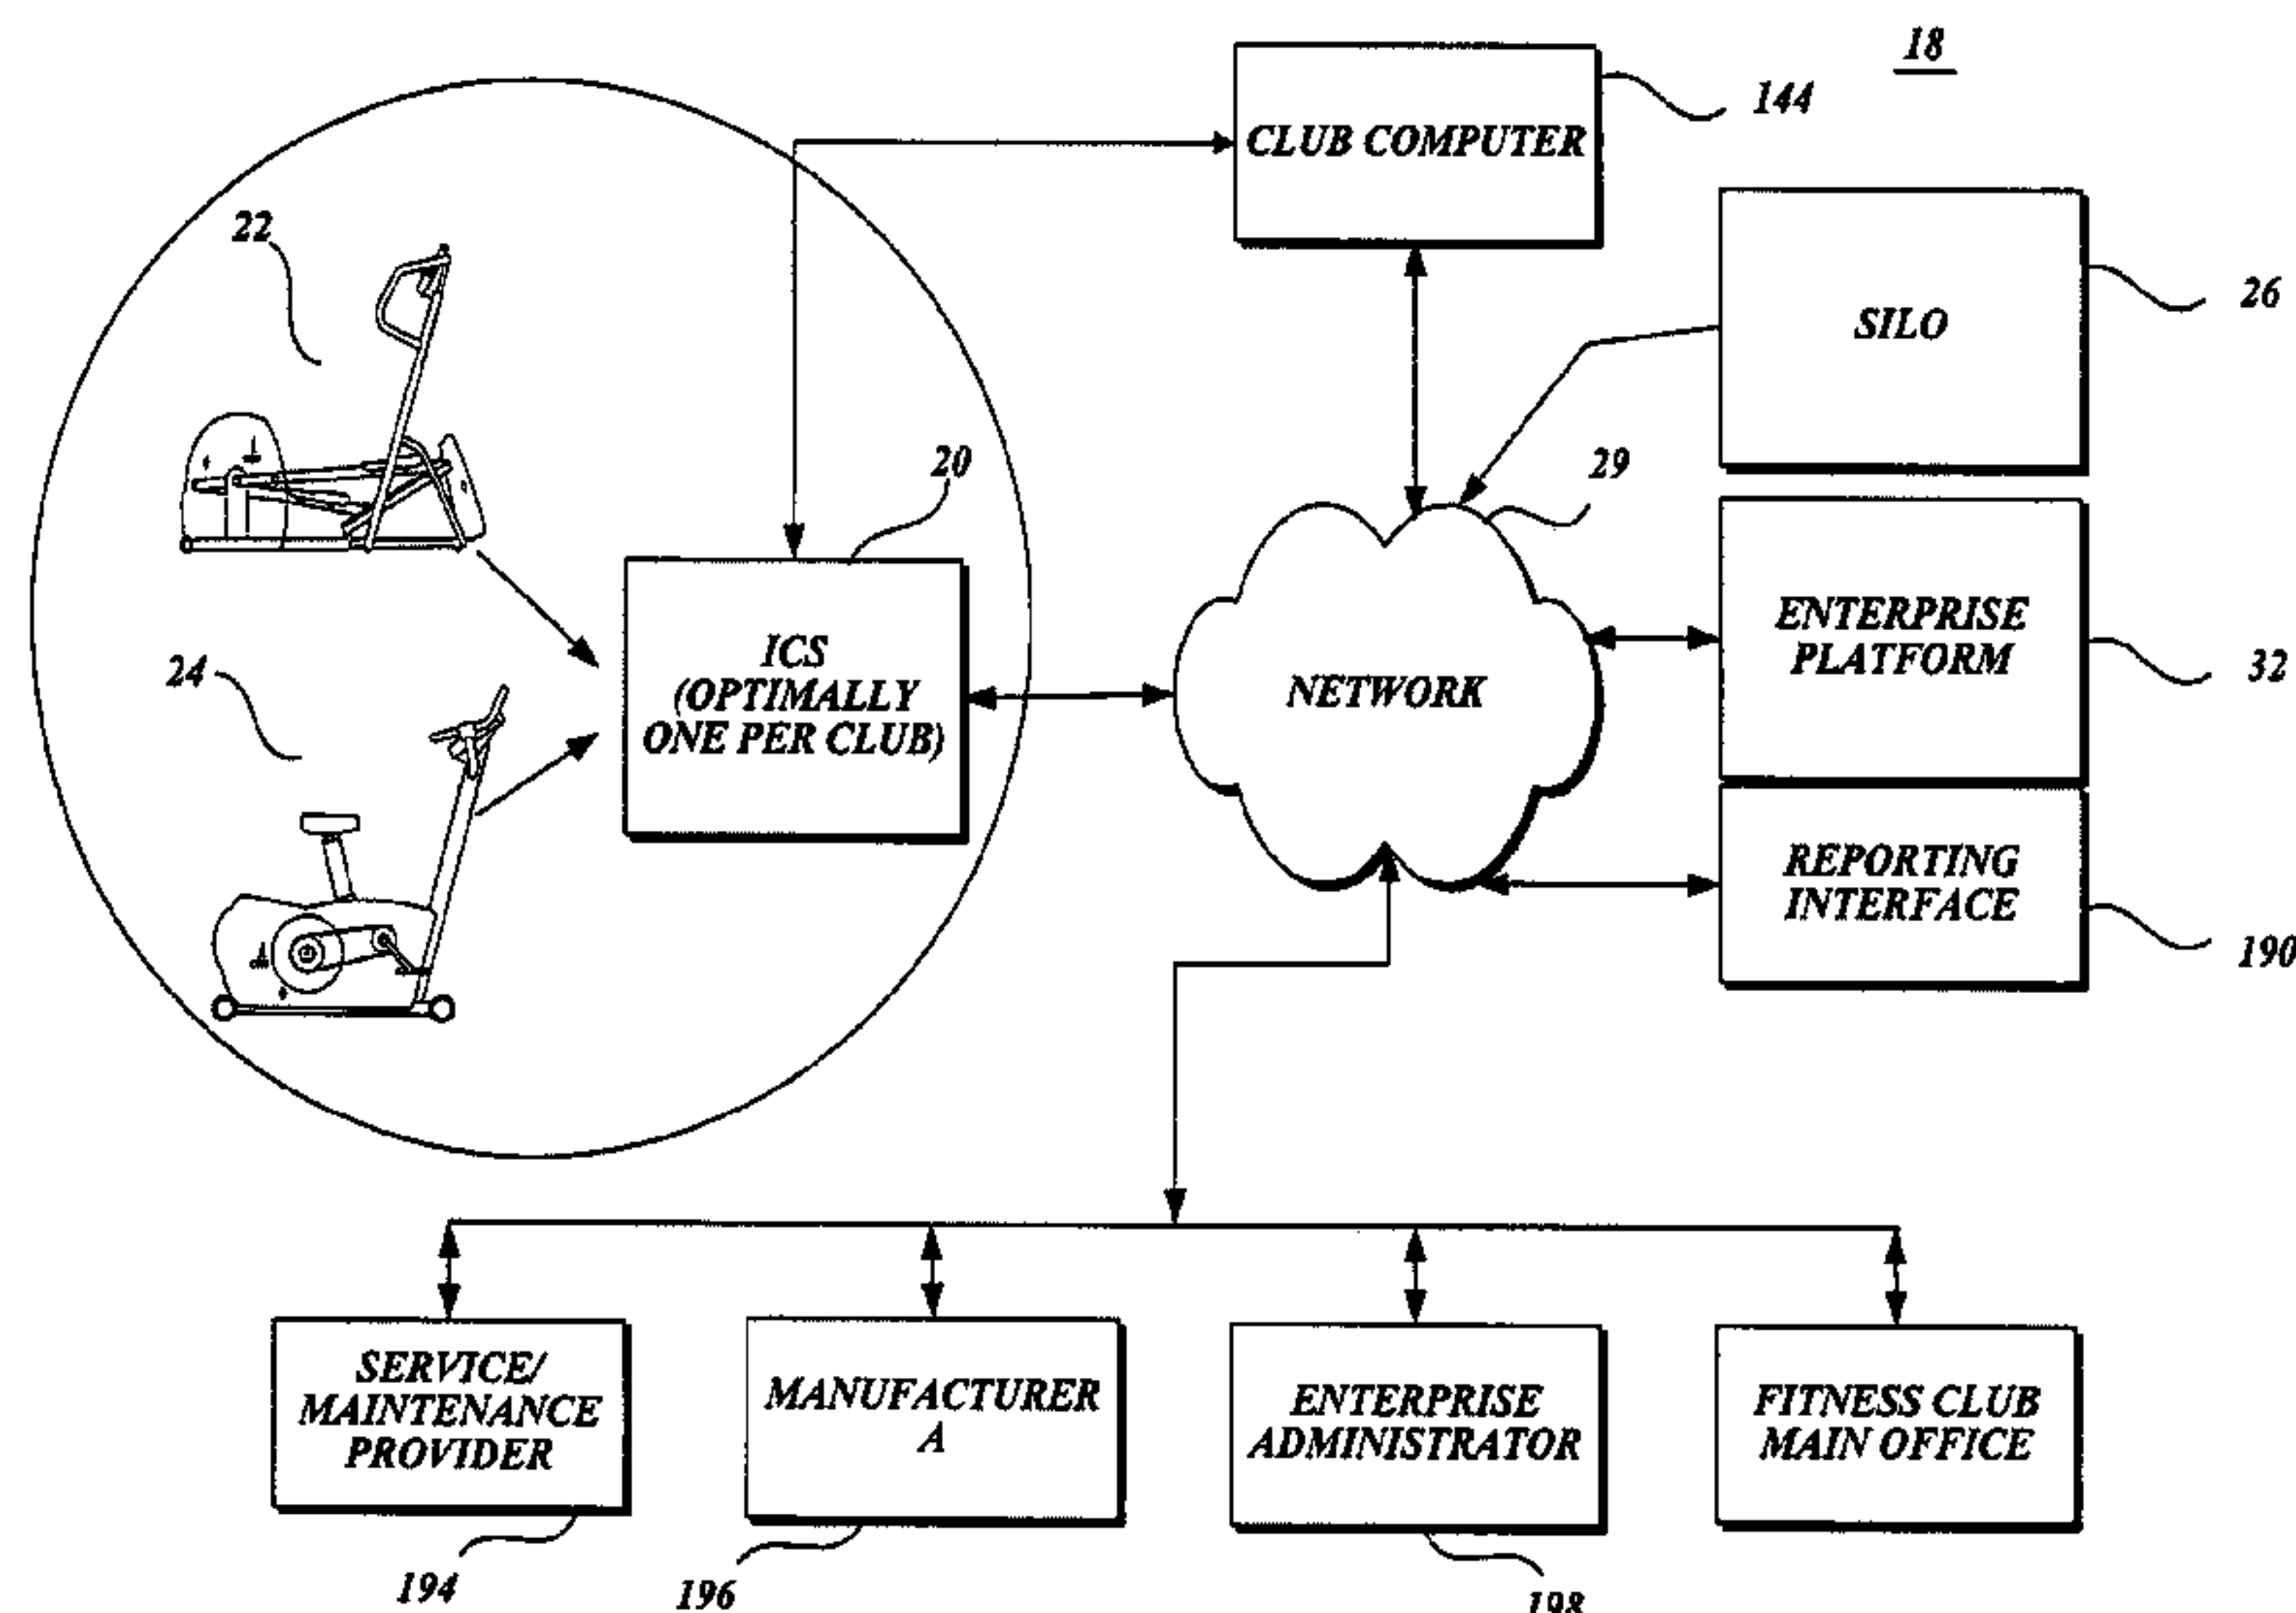 18
144
CLUB COMPUTER
22
26
SILO
20
29
ENTERPRISE
PLATFORM
32
24
ICS
(OPTIMALLY
ONE PER CLUB)
NETWORK
REPORTING
INTERFACE
190
SERVICE/
MAINTENANCE
PROVIDER
MANUFACTURER
A
ENTERPRISE
ADMINISTRATOR
FITNESS CLUB
MAIN OFFICE
194
196
198